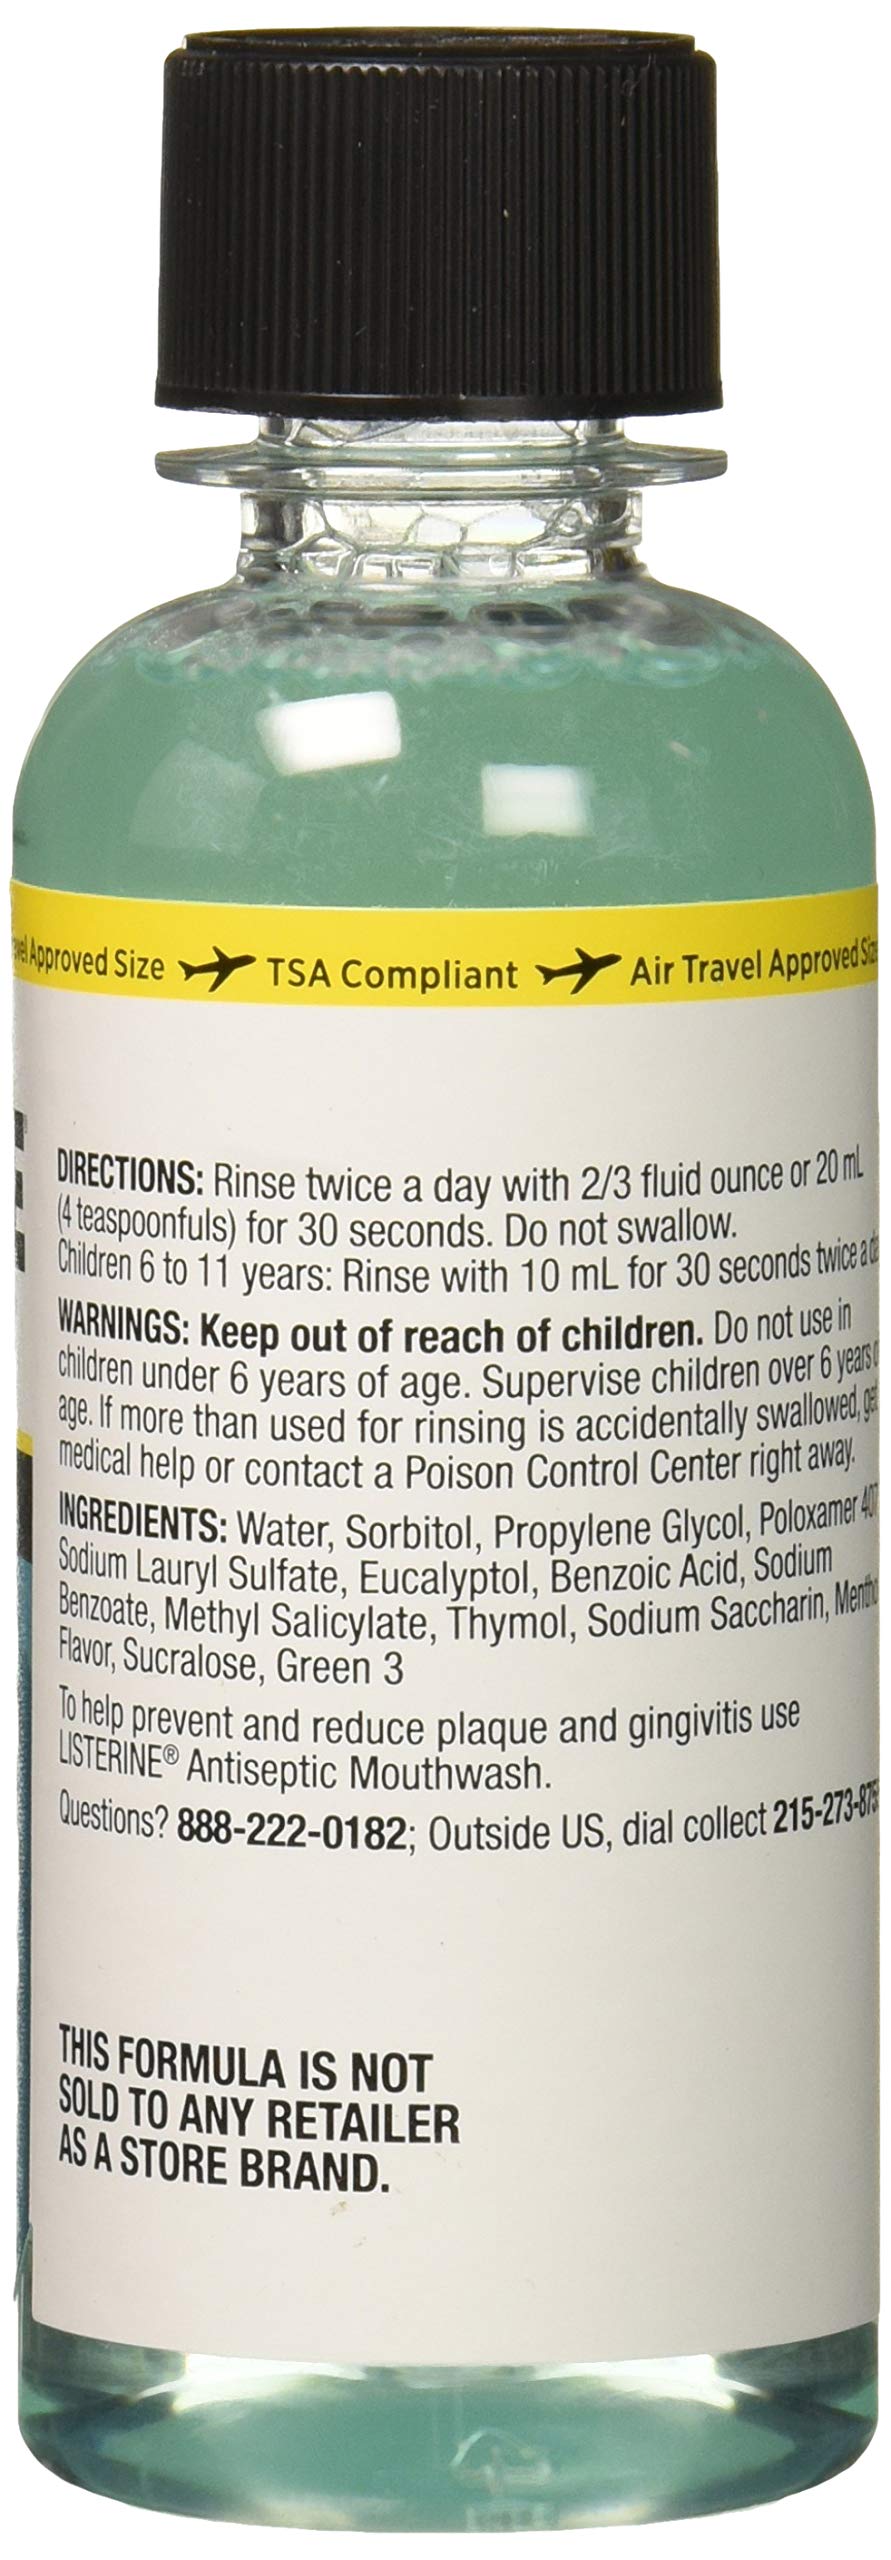 Approved Size TSA Compliant Air Travel Approved Size
DIRECTIONS: Rinse twice a day with 2/3 fluid ounce or 20 mL
(4 teaspoonfuls) for 30 seconds. Do not swallow.
Children 6 to 11 years: Rinse with 10 mL for 30 seconds twice a
WARNINGS: Keep out of reach of children. Do not use in
children under 6 years of age. Supervise children over 6 years
age. If more than used for rinsing is accidentally swallowed, get
medical help or contact a Poison Control Center right away.
INGREDIENTS: Water, Sorbitol, Propylene Glycol, Poloxamer 407
Sodium Lauryl Sulfate, Eucalyptol, Benzoic Acid, Sodium
Benzoate, Methyl Salicylate, Thymol, Sodium Saccharin,
Flavor, Sucralose, Green 3
To help prevent and reduce plaque and gingivitis use
LISTERINE® Antiseptic Mouthwash.
Questions? 888-222-0182; Outside US, dial collect
THIS FORMULA IS NOT
SOLD TO ANY RETAILER
AS A STORE BRAND.